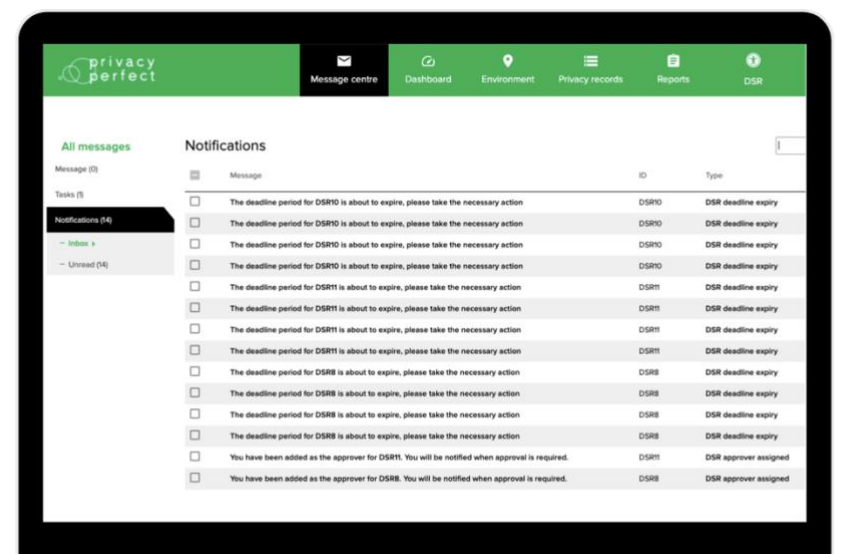 privacy
perfect
Message centre
Dashboard
Environment
Privacy records
Reports
DSR
All messages
Message (0)
Tasks (1)
Notifications (14)
– Inbox
– Unread (14)
Notifications
Message ID Type
The deadline period for DSR10 is about to expire, please take the necessary action DSR10 DSR deadline expiry
The deadline period for DSR10 is about to expire, please take the necessary action DSR10 DSR deadline expiry
The deadline period for DSR10 is about to expire, please take the necessary action DSR10 DSR deadline expiry
The deadline period for DSR10 is about to expire, please take the necessary action DSR10 DSR deadline expiry
The deadline period for DSR11 is about to expire, please take the necessary action DSR11 DSR deadline expiry
The deadline period for DSR11 is about to expire, please take the necessary action DSR11 DSR deadline expiry
The deadline period for DSR11 is about to expire, please take the necessary action DSR11 DSR deadline expiry
The deadline period for DSR11 is about to expire, please take the necessary action DSR11 DSR deadline expiry
The deadline period for DSR8 is about to expire, please take the necessary action DSR8 DSR deadline expiry
The deadline period for DSR8 is about to expire, please take the necessary action DSR8 DSR deadline expiry
The deadline period for DSR8 is about to expire, please take the necessary action DSR8 DSR deadline expiry
The deadline period for DSR8 is about to expire, please take the necessary action DSR8 DSR deadline expiry
You have been added as the approver for DSR11. You will be notified when approval is required. DSR11 DSR approver assigned
You have been added as the approver for DSR8. You will be notified when approval is required. DSR8 DSR approver assigned